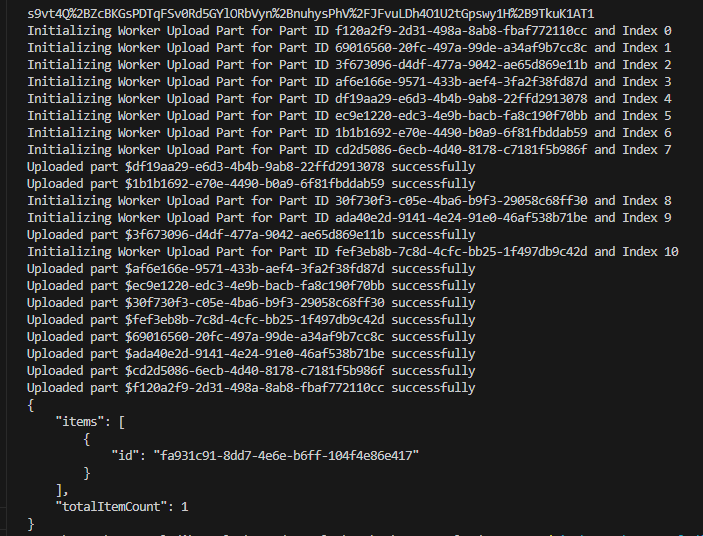 s9vt4Q%2BZcBKGsPDTqFSv0Rd5GYlORbVyn%2BnuhysPhV%2FJFvuLDh4O1U2tGpswy1H%2B9TkuK1AT1
Initializing Worker Upload Part for Part ID f120a2f9-2d31-498a-8ab8-fbaf772110cc and Index 0
Initializing Worker Upload Part for Part ID 69016560-20fc-497a-99de-a34af9b7cc8c and Index 1
Initializing Worker Upload Part for Part ID 3f673096-d4df-477a-9042-ae65d869e11b and Index 2
Initializing Worker Upload Part for Part ID af6e166e-9571-433b-aef4-3fa2f38fd87d and Index 3
Initializing Worker Upload Part for Part ID df19aa29-e6d3-4b4b-9ab8-22ffd2913078 and Index 4
Initializing Worker Upload Part for Part ID ec9e1220-edc3-4e9b-bacb-fa8c190f70bb and Index 5
Initializing Worker Upload Part for Part ID 1b1b1692-e70e-4490-b0a9-6f81fbddab59 and Index 6
Initializing Worker Upload Part for Part ID cd2d5086-6ecb-4d40-8178-c7181f5b986f and Index 7
Uploaded part $df19aa29-e6d3-4b4b-9ab8-22ffd2913078 successfully
Uploaded part $1b1b1692-e70e-4490-b0a9-6f81fbddab59 successfully
Initializing Worker Upload Part for Part ID 30f730f3-c05e-4ba6-b9f3-29058c68ff30 and Index 8
Initializing Worker Upload Part for Part ID ada40e2d-9141-4e24-91e0-46af538b71be and Index 9
Uploaded part $3f673096-d4df-477a-9042-ae65d869e11b successfully
Initializing Worker Upload Part for Part ID fef3eb8b-7c8d-4cfc-bb25-1f497db9c42d and Index 10
Uploaded part $af6e166e-9571-433b-aef4-3fa2f38fd87d successfully
Uploaded part $ec9e1220-edc3-4e9b-bacb-fa8c190f70bb successfully
Uploaded part $30f730f3-c05e-4ba6-b9f3-29058c68ff30 successfully
Uploaded part $fef3eb8b-7c8d-4cfc-bb25-1f497db9c42d successfully
Uploaded part $69016560-20fc-497a-99de-a34af9b7cc8c successfully
Uploaded part $ada40e2d-9141-4e24-91e0-46af538b71be successfully
Uploaded part $cd2d5086-6ecb-4d40-8178-c7181f5b986f successfully
Uploaded part $f120a2f9-2d31-498a-8ab8-fbaf772110cc successfully
{
"items": [
{
"id": "fa931c91-8dd7-4e6e-b6ff-104f4e86e417"
}
],
"totalItemCount": 1
}